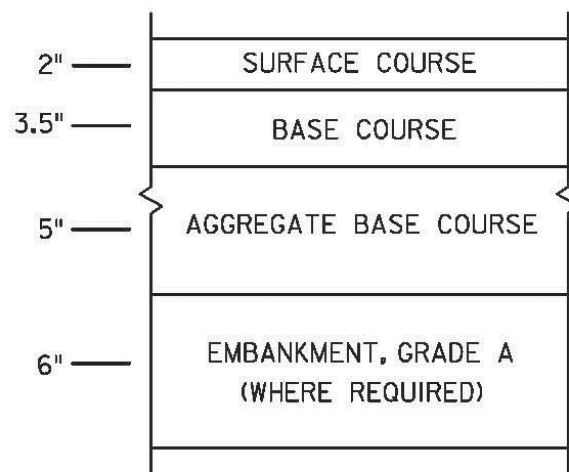 2" SURFACE COURSE
3.5" BASE COURSE
5" AGGREGATE BASE COURSE
6" EMBANKMENT, GRADE A
(WHERE REQUIRED)